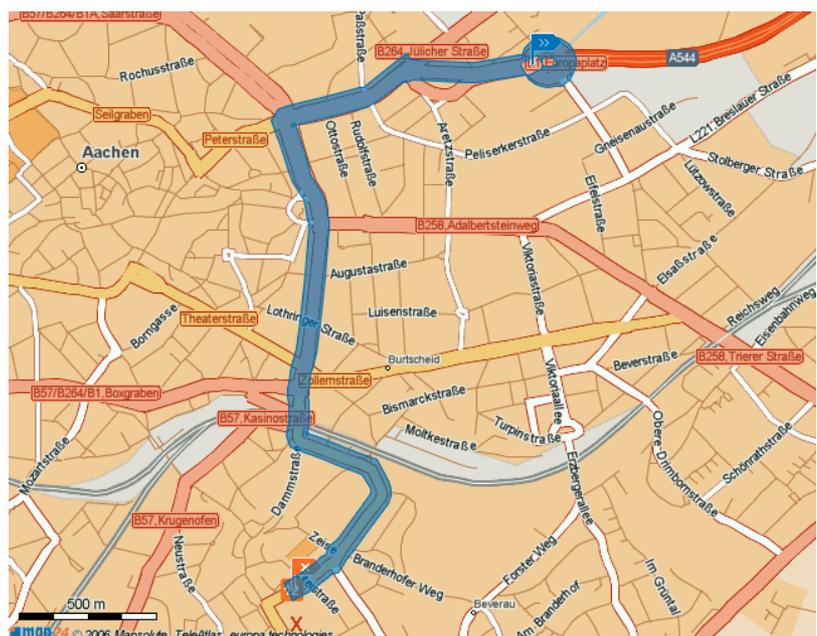 B57/B264/B1A, Saarstraße
B264, Jülicher Straße
Europaplatz
A544
Rochusstraße
Seilgraben
Peterstraße
Ottostraße
Rudolfstraße
Aretzstraße
Peliserkerstraße
Gneisenaustraße
L221, Breslauer Straße
Stolberger Straße
Aachen
Eifelstraße
Lützowstraße
B258, Adalbertsteinweg
Augustastraße
Viktoriastraße
Elsaßstraße
Reichsweg
Eisenbahnweg
Borngasse
Theaterstraße
Lothringer Straße
Luisenstraße
Burtscheid
Beverstraße
B258, Trierer Straße
Zollernstraße
B57/B264/B1, Boxgraben
Bismarckstraße
Viktoriaallee
B57, Kasinostraße
Moltkestraße
Turpinstraße
Mozartstraße
Dammstraße
Erzbergerallee
Schönrathstraße
B57, Krugenofen
Neustraße
Zeise
Branderhofer Weg
Forster Weg
Im Grüntal
Beverau
Am Branderhof
500 m
X
map24 © 2006 Mapsolute, TeleAtlas, europa technologies